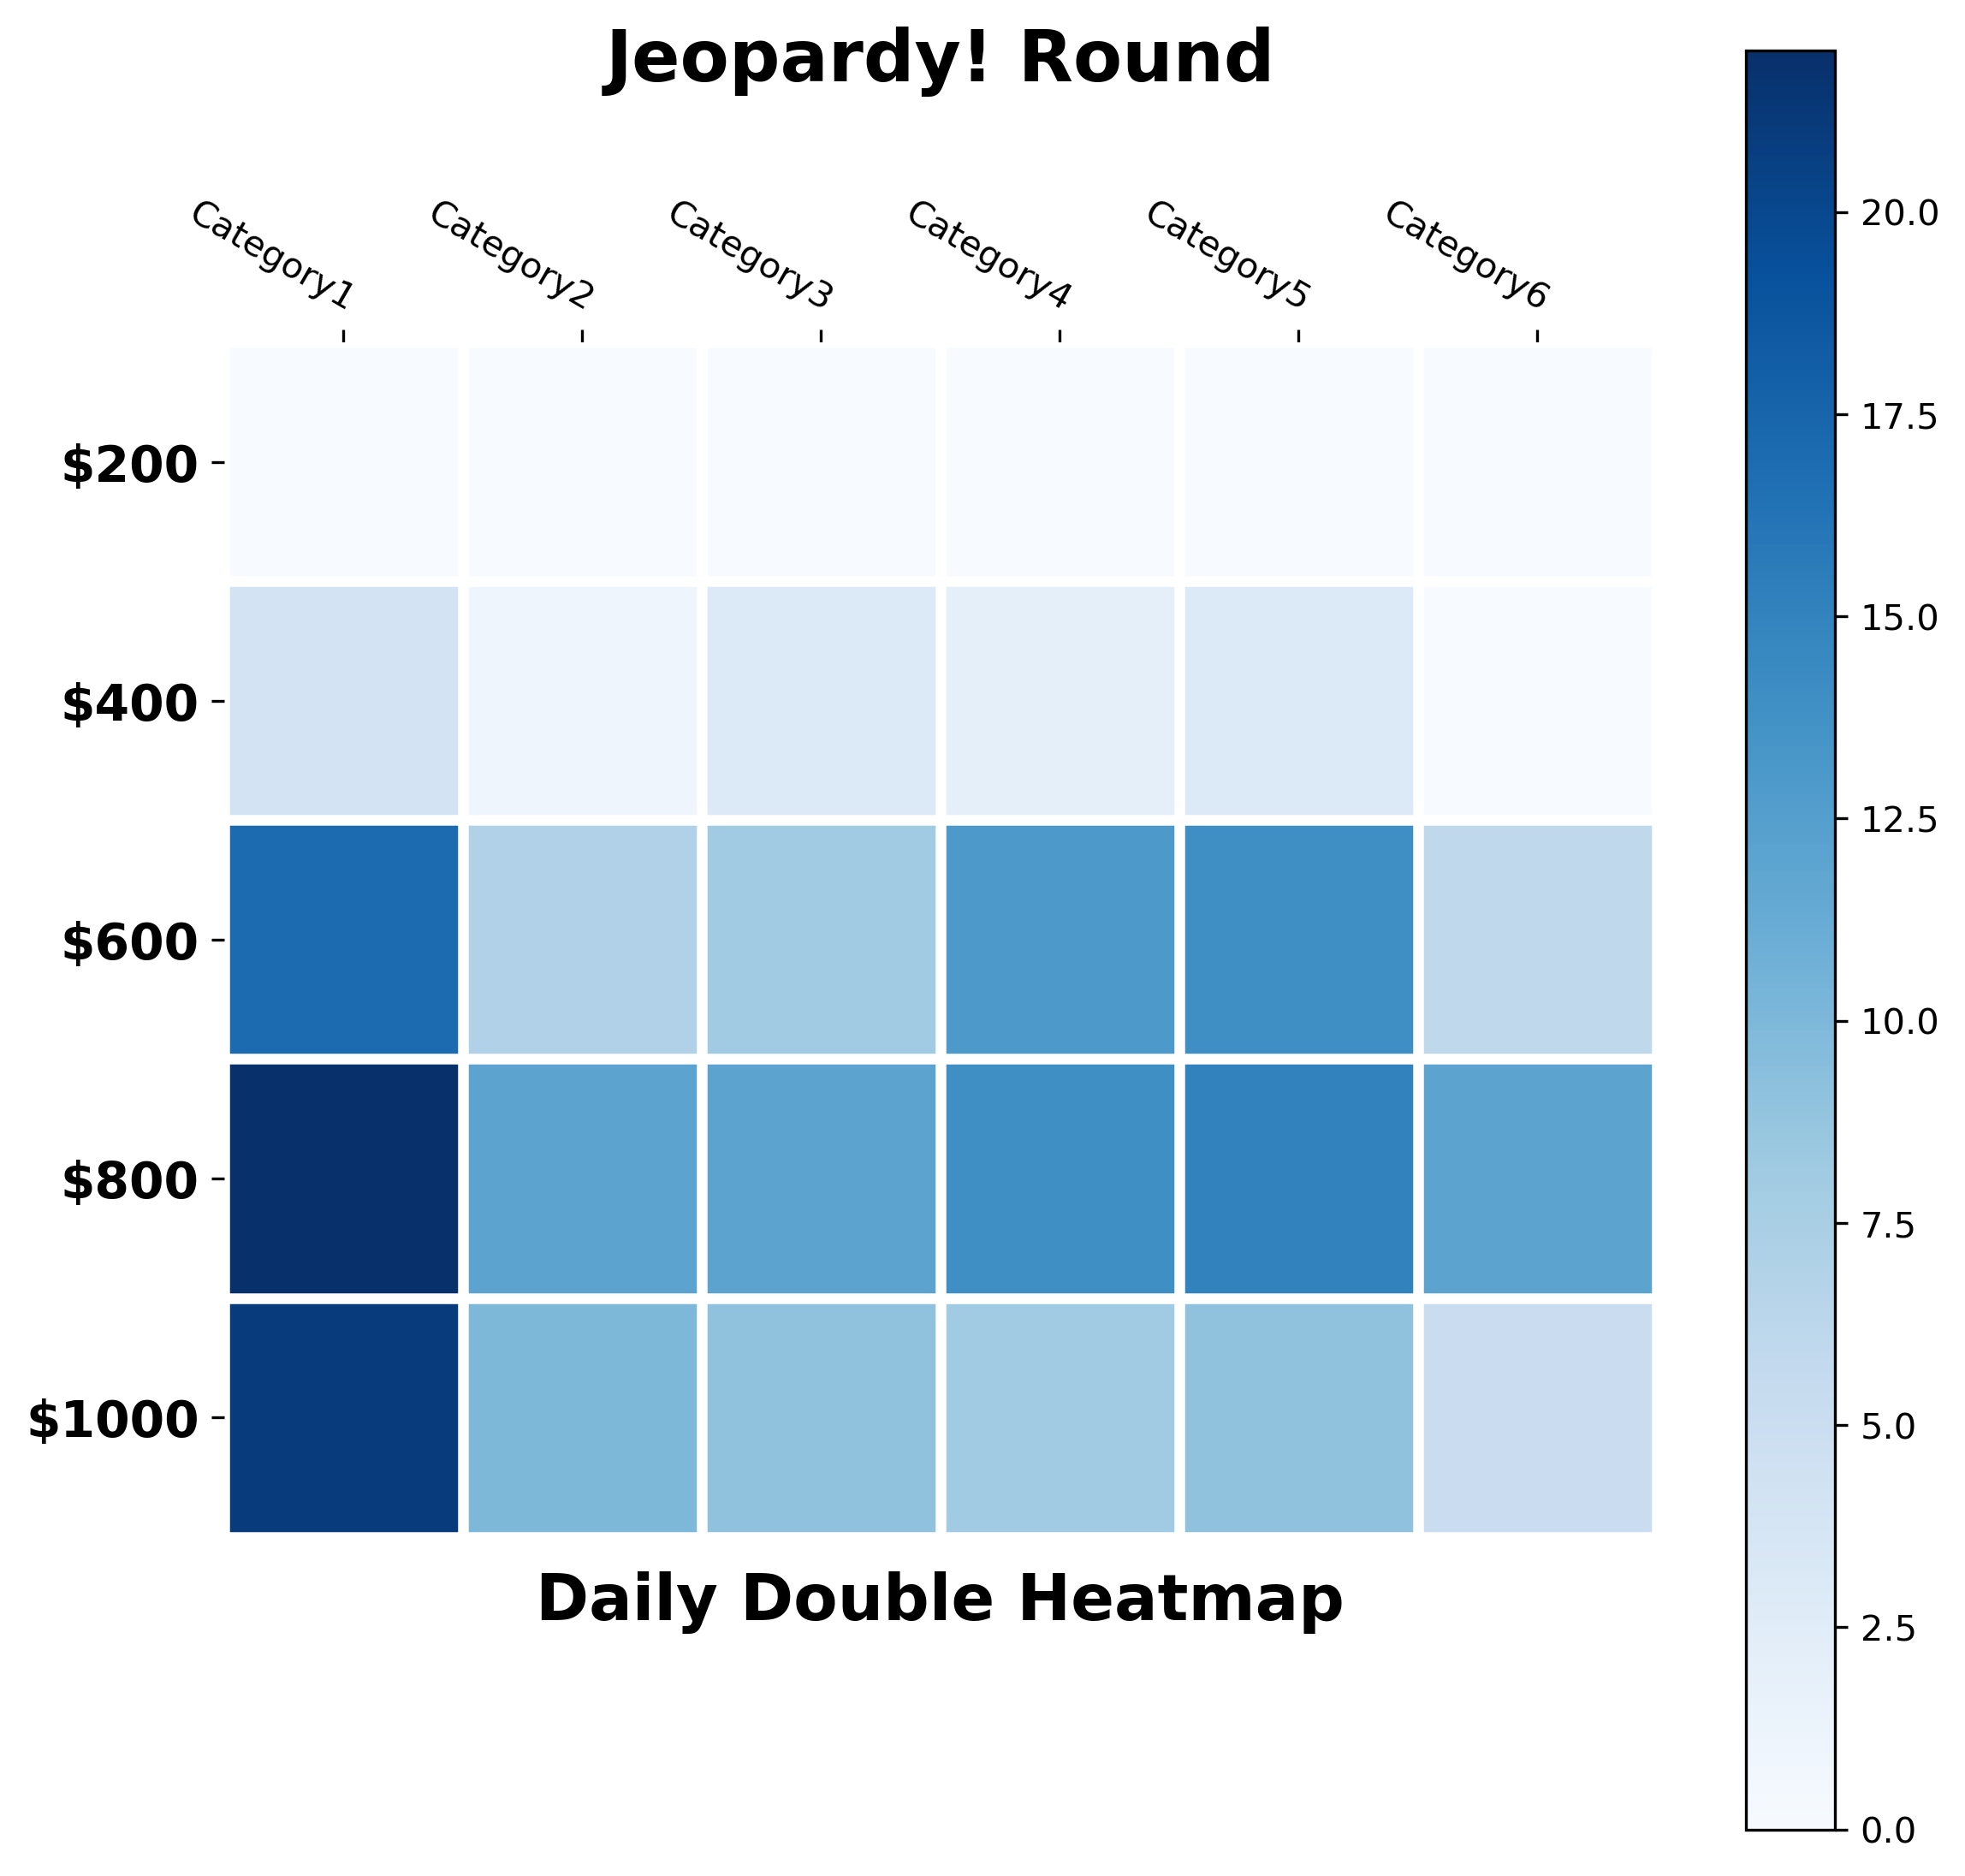 Jeopardy! Round
Category1
Category2
Category3
Category4
Category5
Category6
$200
$400
$600
$800
$1000
Daily Double Heatmap
20.0
17.5
15.0
12.5
10.0
7.5
5.0
2.5
0.0